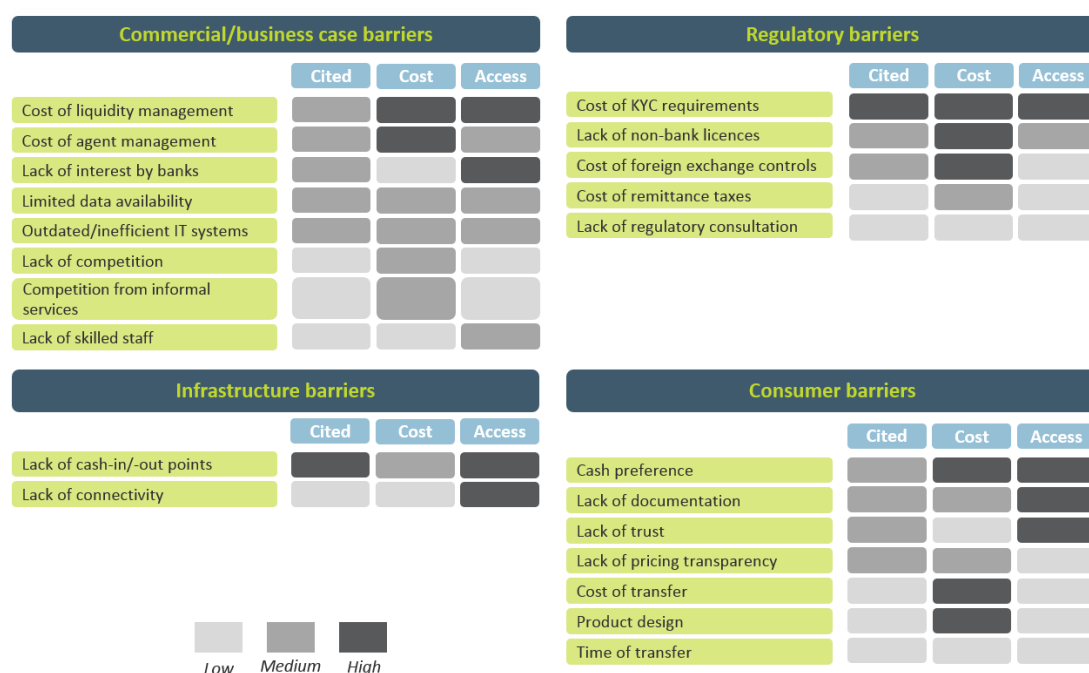 Commercial/business case barriers
Cited Cost Access
Cost of liquidity management
Cost of agent management
Lack of interest by banks
Limited data availability
Outdated/inefficient IT systems
Lack of competition
Competition from informal
services
Lack of skilled staff
Regulatory barriers
Cited Cost Access
Cost of KYC requirements
Lack of non-bank licences
Cost of foreign exchange controls
Cost of remittance taxes
Lack of regulatory consultation
Infrastructure barriers
Cited Cost Access
Lack of cash-in/-out points
Lack of connectivity
Consumer barriers
Cited Cost Access
Cash preference
Lack of documentation
Lack of trust
Lack of pricing transparency
Cost of transfer
Product design
Time of transfer
Low Medium High